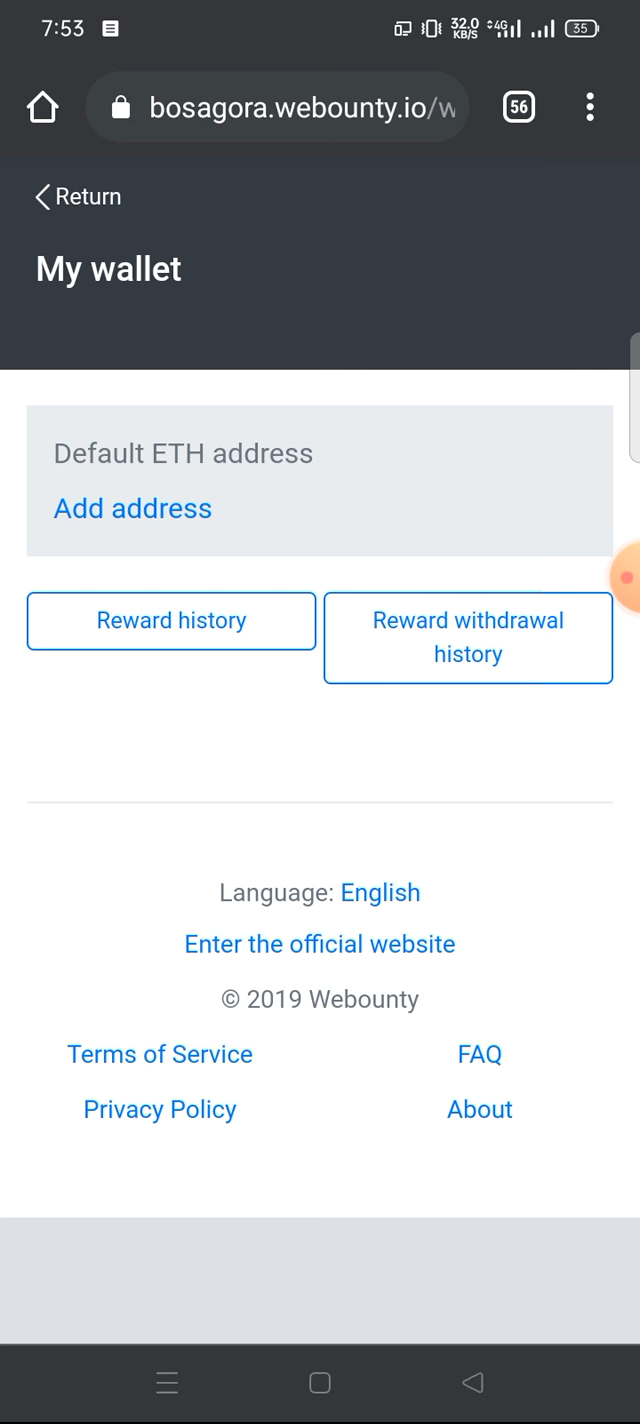 7:53 32.0 KB/S 4G 35
bosagora.webounty.io/w 56
Return
My wallet
Default ETH address
Add address
Reward history
Reward withdrawal
history
Language: English
Enter the official website
© 2019 Webounty
Terms of Service FAQ
Privacy Policy About